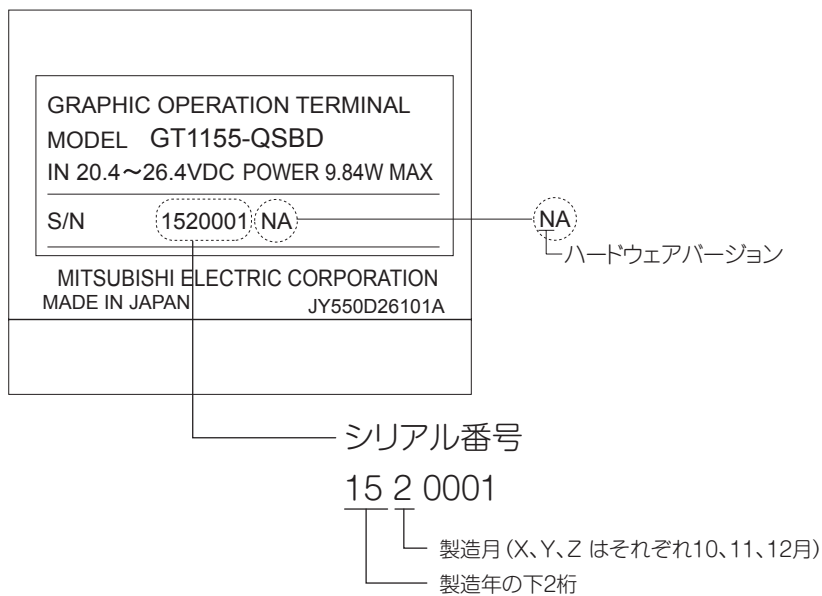 GRAPHIC OPERATION TERMINAL
MODEL GT1155-QSBD
IN 20.4~26.4VDC POWER 9.84W MAX
S/N 1520001 NA
NA
ハードウェアバージョン
MITSUBISHI ELECTRIC CORPORATION
MADE IN JAPAN JY550D26101A
シリアル番号
15 2 0001
製造月(X、Y、Z はそれぞれ10、11、12月)
製造年の下2桁